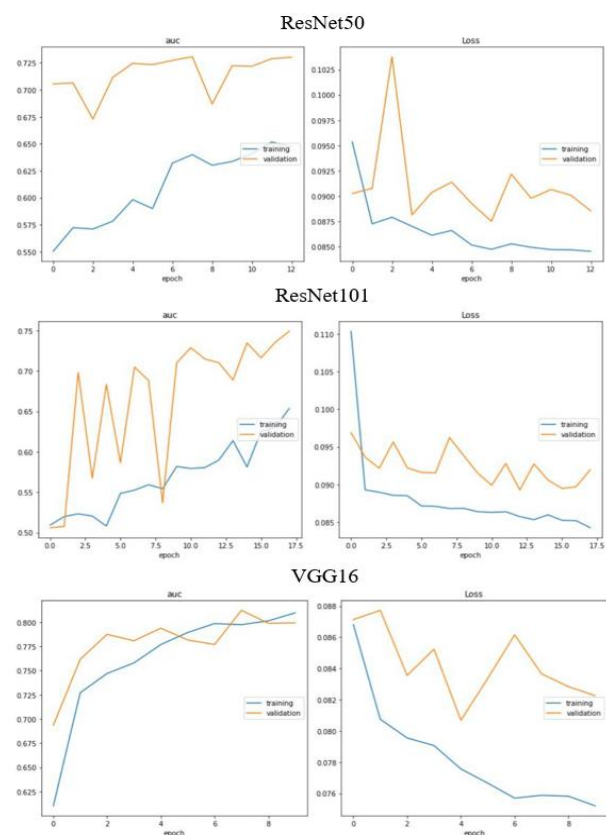 ResNet50
auc
Loss
0.725
0.700
0.675
0.650
0.625
0.600
0.575
0.550
training
validation
0 2 4 6 8 10 12
epoch
0.1025
0.1000
0.0975
0.0950
0.0925
0.0900
0.0875
0.0850
training
validation
0 2 4 6 8 10 12
epoch
ResNet101
auc
Loss
0.75
0.70
0.65
0.60
0.55
0.50
training
validation
0.0 2.5 5.0 7.5 10.0 12.5 15.0 17.5
epoch
0.110
0.105
0.100
0.095
0.090
0.085
training
validation
0.0 2.5 5.0 7.5 10.0 12.5 15.0 17.5
epoch
VGG16
auc
Loss
0.800
0.775
0.750
0.725
0.700
0.675
0.650
0.625
training
validation
0 2 4 6 8
epoch
0.088
0.086
0.084
0.082
0.080
0.078
0.076
training
validation
0 2 4 6 8
epoch